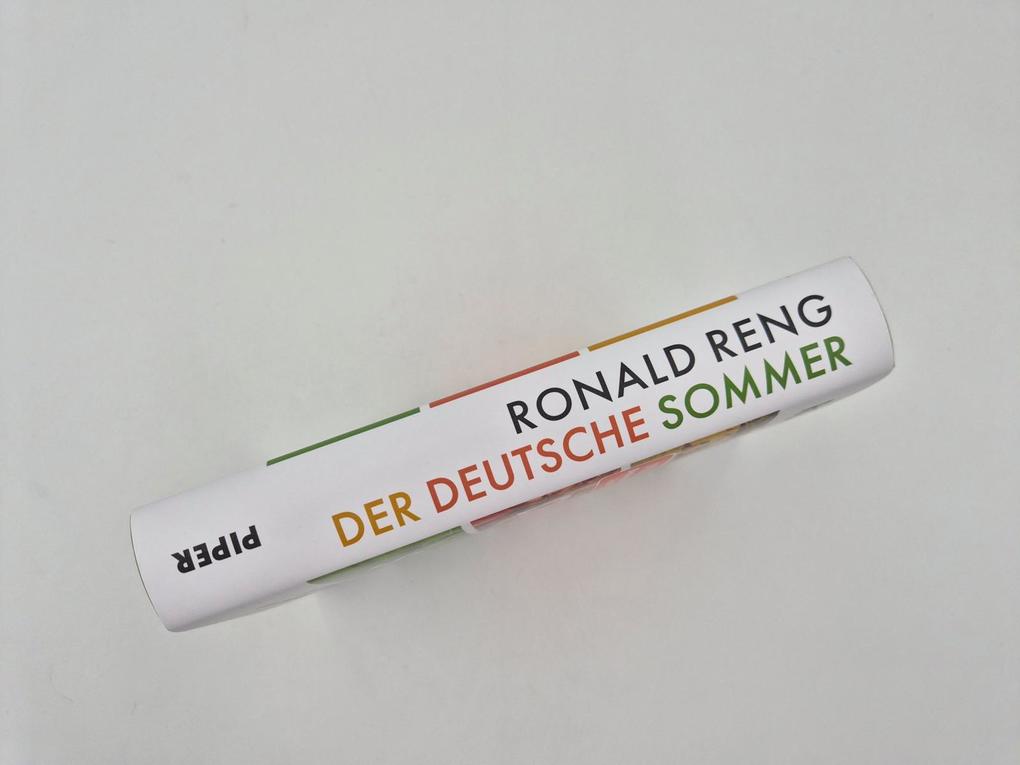 RONALD RENG
DER DEUTSCHE SOMMER
PIPER